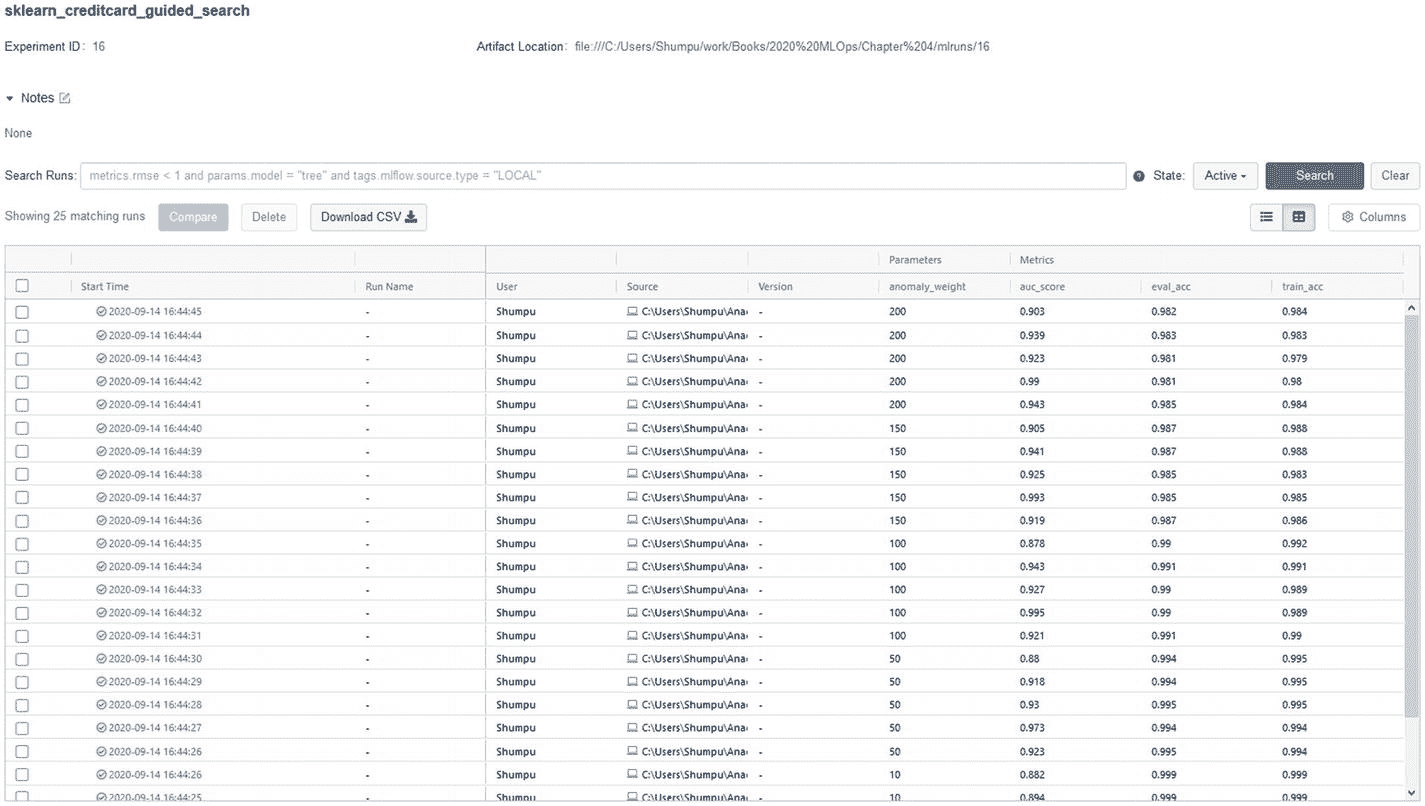 sklearn_creditcard_guided_search
Experiment ID: 16 Artifact Location: file:///C:/Users/Shumpu/work/Books/2020%20MLOps/Chapter%204/mlruns/16
Notes
None
Search Runs: metrics.rmse < 1 and params.model = "tree" and tags.mlflow.source.type = "LOCAL" ? State: Active Search Clear
Showing 25 matching runs Compare Delete Download CSV Columns
Parameters Metrics
Start Time Run Name User Source Version anomaly_weight auc_score eval_acc train_acc
2020-09-14 16:44:45 - Shumpu C:\Users\Shumpu\Ana - 200 0.903 0.982 0.984
2020-09-14 16:44:44 - Shumpu C:\Users\Shumpu\Ana - 200 0.939 0.983 0.983
2020-09-14 16:44:43 - Shumpu C:\Users\Shumpu\Ana - 200 0.923 0.981 0.979
2020-09-14 16:44:42 - Shumpu C:\Users\Shumpu\Ana - 200 0.99 0.981 0.98
2020-09-14 16:44:41 - Shumpu C:\Users\Shumpu\Ana - 200 0.943 0.985 0.984
2020-09-14 16:44:40 - Shumpu C:\Users\Shumpu\Ana - 150 0.905 0.987 0.988
2020-09-14 16:44:39 - Shumpu C:\Users\Shumpu\Ana - 150 0.941 0.987 0.988
2020-09-14 16:44:38 - Shumpu C:\Users\Shumpu\Ana - 150 0.925 0.985 0.983
2020-09-14 16:44:37 - Shumpu C:\Users\Shumpu\Ana - 150 0.993 0.985 0.985
2020-09-14 16:44:36 - Shumpu C:\Users\Shumpu\Ana - 150 0.919 0.987 0.986
2020-09-14 16:44:35 - Shumpu C:\Users\Shumpu\Ana - 100 0.878 0.99 0.992
2020-09-14 16:44:34 - Shumpu C:\Users\Shumpu\Ana - 100 0.943 0.991 0.991
2020-09-14 16:44:33 - Shumpu C:\Users\Shumpu\Ana - 100 0.927 0.99 0.989
2020-09-14 16:44:32 - Shumpu C:\Users\Shumpu\Ana - 100 0.995 0.99 0.989
2020-09-14 16:44:31 - Shumpu C:\Users\Shumpu\Ana - 100 0.921 0.991 0.99
2020-09-14 16:44:30 - Shumpu C:\Users\Shumpu\Ana - 50 0.88 0.994 0.995
2020-09-14 16:44:29 - Shumpu C:\Users\Shumpu\Ana - 50 0.918 0.994 0.995
2020-09-14 16:44:28 - Shumpu C:\Users\Shumpu\Ana - 50 0.93 0.995 0.995
2020-09-14 16:44:27 - Shumpu C:\Users\Shumpu\Ana - 50 0.973 0.994 0.994
2020-09-14 16:44:26 - Shumpu C:\Users\Shumpu\Ana - 50 0.923 0.995 0.994
2020-09-14 16:44:26 - Shumpu C:\Users\Shumpu\Ana - 10 0.882 0.999 0.999
2020-09-14 16:44:25 - Shumpu C:\Users\Shumpu\Ana - 10 0.894 0.999 0.999